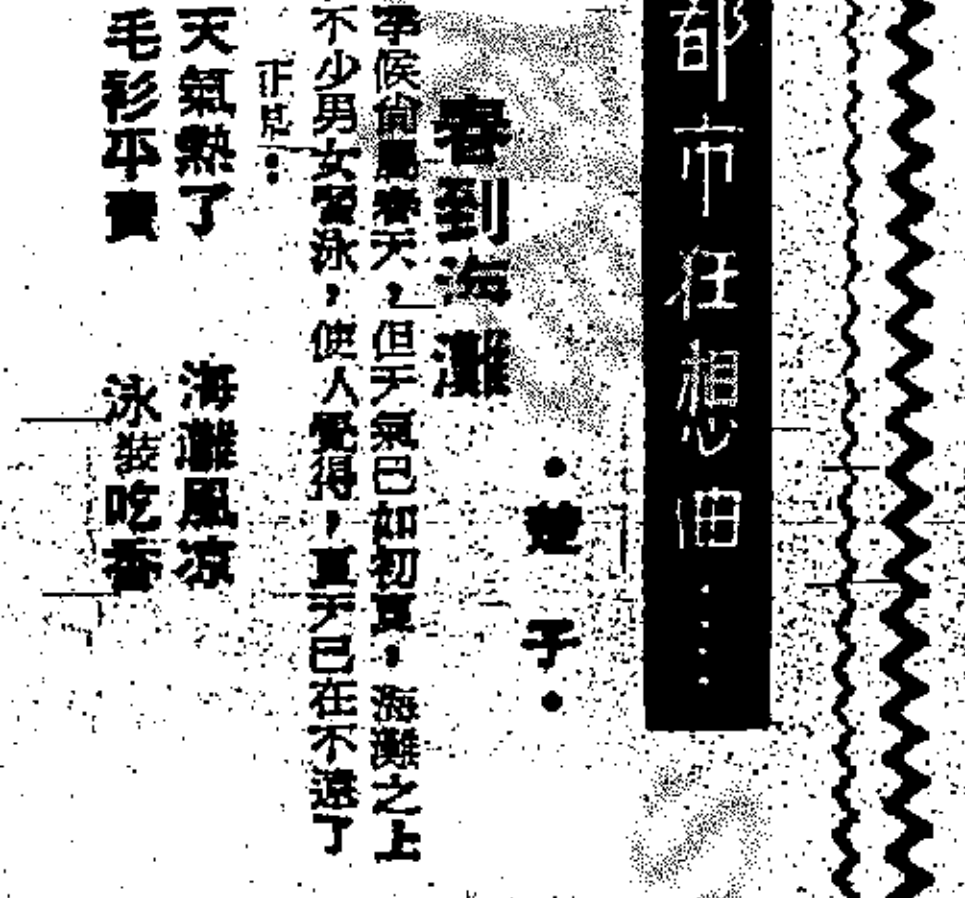 都市狂想曲....
•楚子•
春到海灘
季候尚屬春天，但天氣已如初夏，海灘之上
不少男女習泳，使人覺得，夏天已在不遠了
正是：
天氣熱了 海灘風凉
毛衫平賣 泳裝吃香